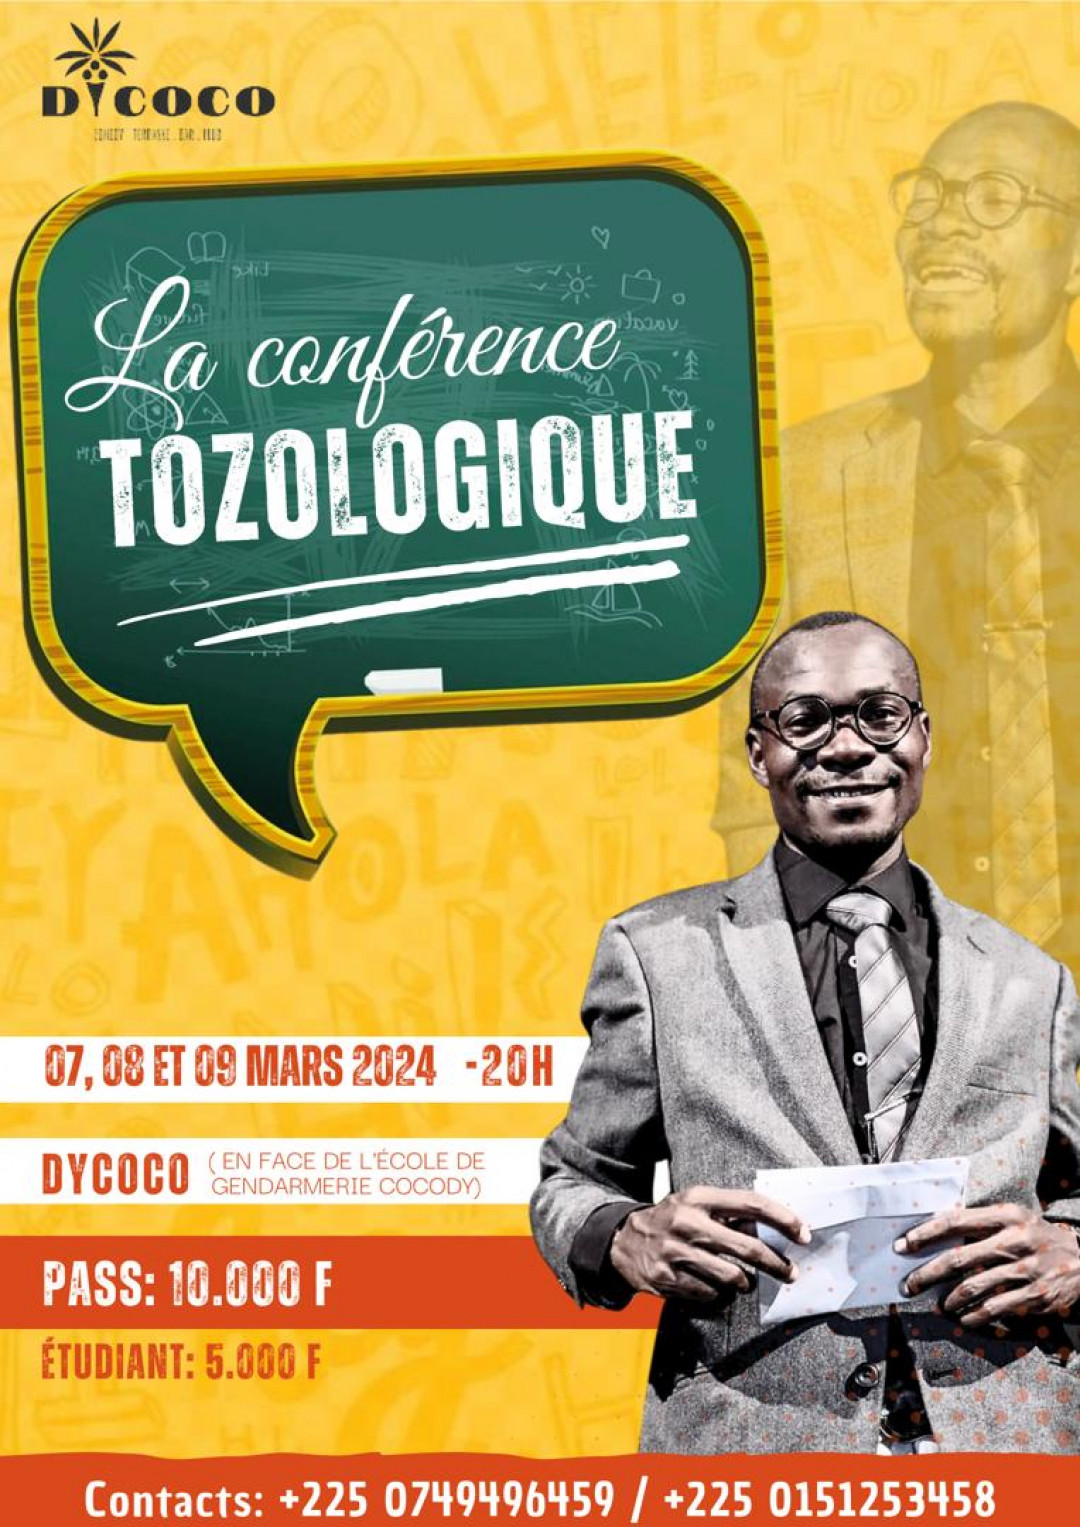 DYCOCO
La conférence
TOZOLOGIQUE
07, 08 ET 09 MARS 2024 -20H
DYCOCO ( EN FACE DE L'ÉCOLE DE
GENDARMERIE COCODY)
PASS: 10.000 F
ÉTUDIANT: 5.000 F
Contacts: +225 0749496459 / +225 0151253458